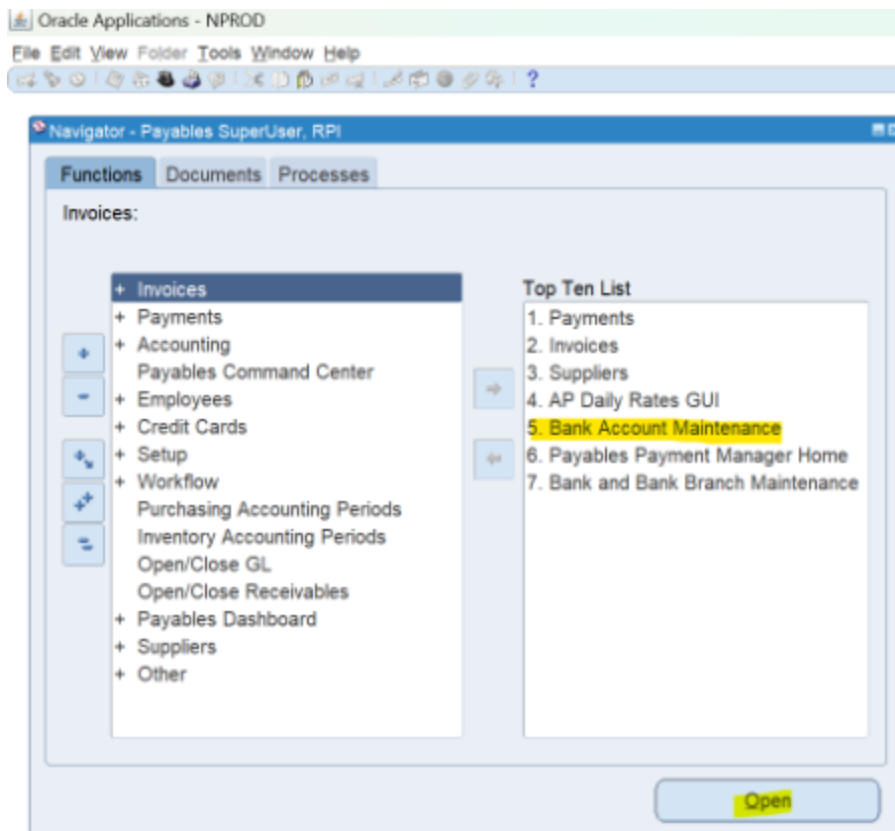 Oracle Applications - NPROD
File Edit View Folder Tools Window Help
?
Navigator - Payables SuperUser, RPI
Functions Documents Processes
Invoices:
+ Invoices
+ Payments
+ Accounting
Payables Command Center
+ Employees
+ Credit Cards
+ Setup
+ Workflow
Purchasing Accounting Periods
Inventory Accounting Periods
Open/Close GL
Open/Close Receivables
+ Payables Dashboard
+ Suppliers
+ Other
Top Ten List
1. Payments
2. Invoices
3. Suppliers
4. AP Daily Rates GUI
5. Bank Account Maintenance
6. Payables Payment Manager Home
7. Bank and Bank Branch Maintenance
Open